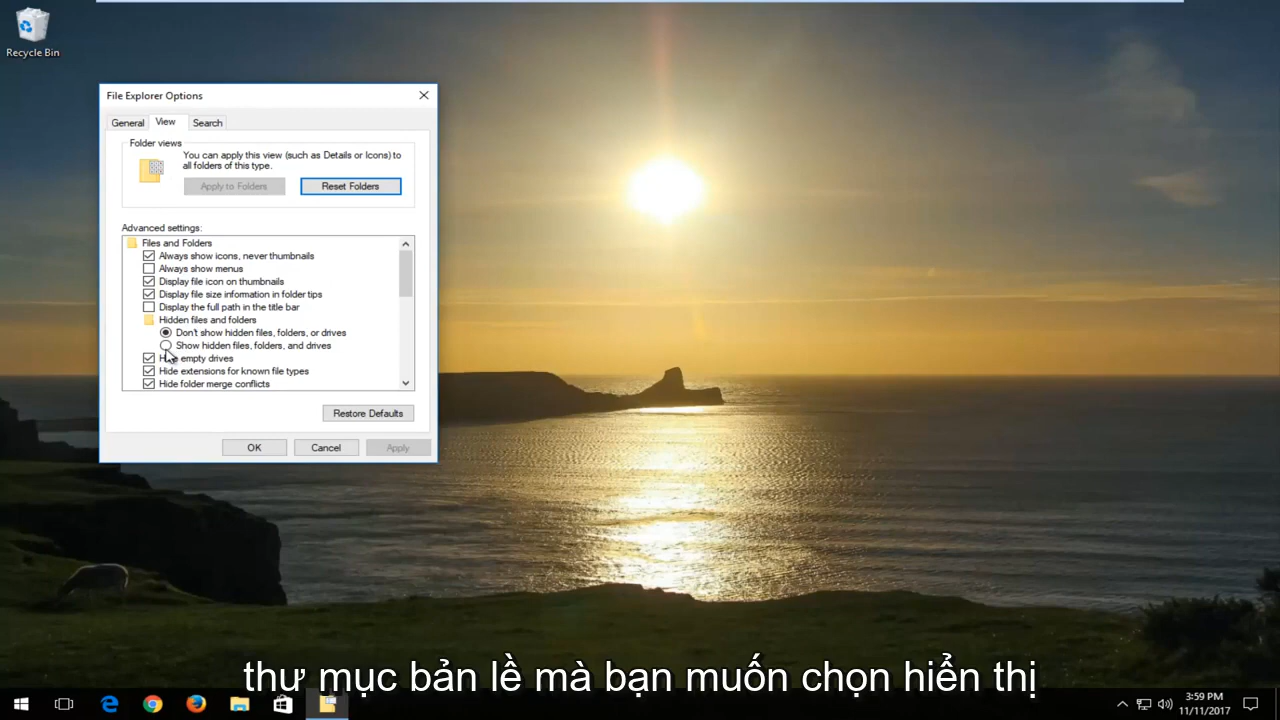 Recycle Bin
File Explorer Options
General
View
Search
Folder views
You can apply this view (such as Details or Icons) to
all folders of this type.
Apply to Folders
Reset Folders
Advanced settings:
Files and Folders
Always show icons, never thumbnails
Always show menus
Display file icon on thumbnails
Display file size information in folder tips
Display the full path in the title bar
Hidden files and folders
Don't show hidden files, folders, or drives
Show hidden files, folders, and drives
Hide empty drives
Hide extensions for known file types
Hide folder merge conflicts
Restore Defaults
OK
Cancel
Apply
thư mục bản lề mà bạn muốn chọn hiển thị
3:59 PM
11/11/2017